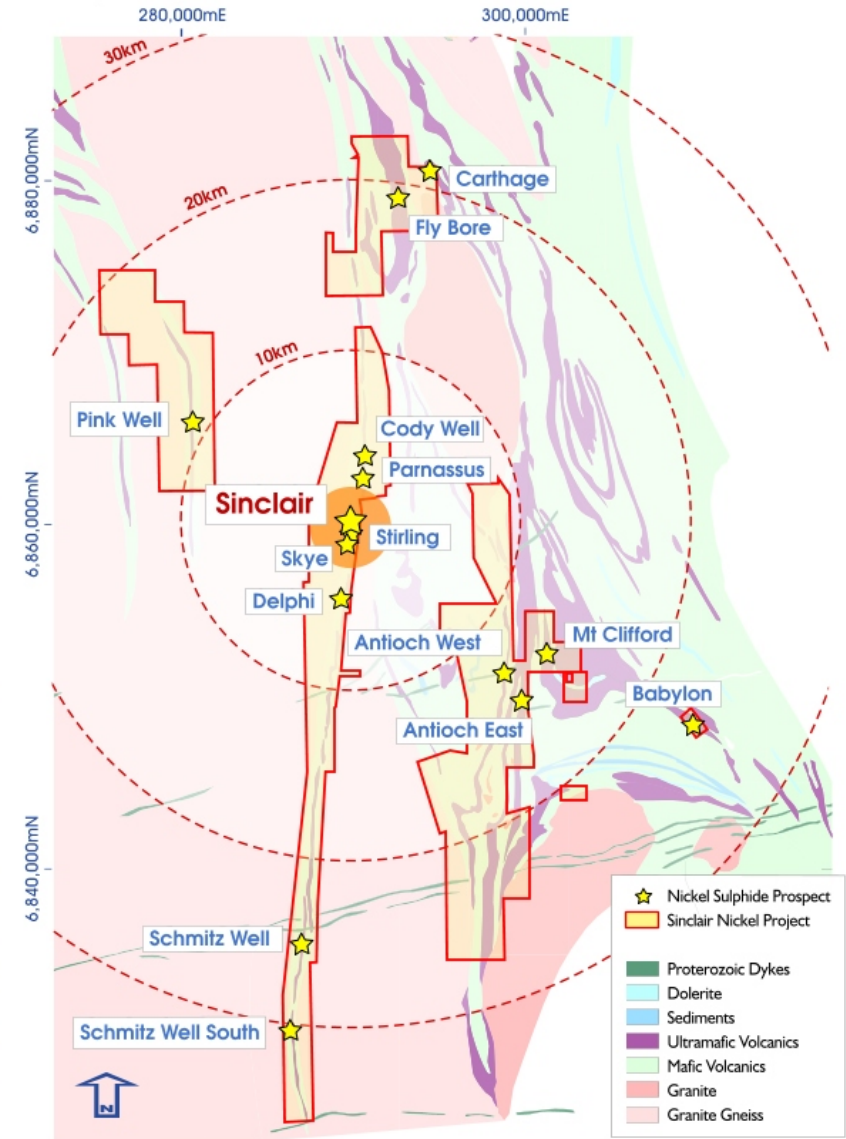 280,000mE
300,000mE
30km
6,880,000mN
Carthage
20km
Fly Bore
10km
Pink Well
Cody Well
Parnassus
Sinclair
6,860,000mN
Stirling
Skye
Delphi
Antioch West
Mt Clifford
Babylon
Antioch East
6,840,000mN
Nickel Sulphide Prospect
Sinclair Nickel Project
Schmitz Well
Proterozoic Dykes
Dolerite
Sediments
Schmitz Well South
Ultramafic Volcanics
Mafic Volcanics
Granite
Granite Gneiss
N